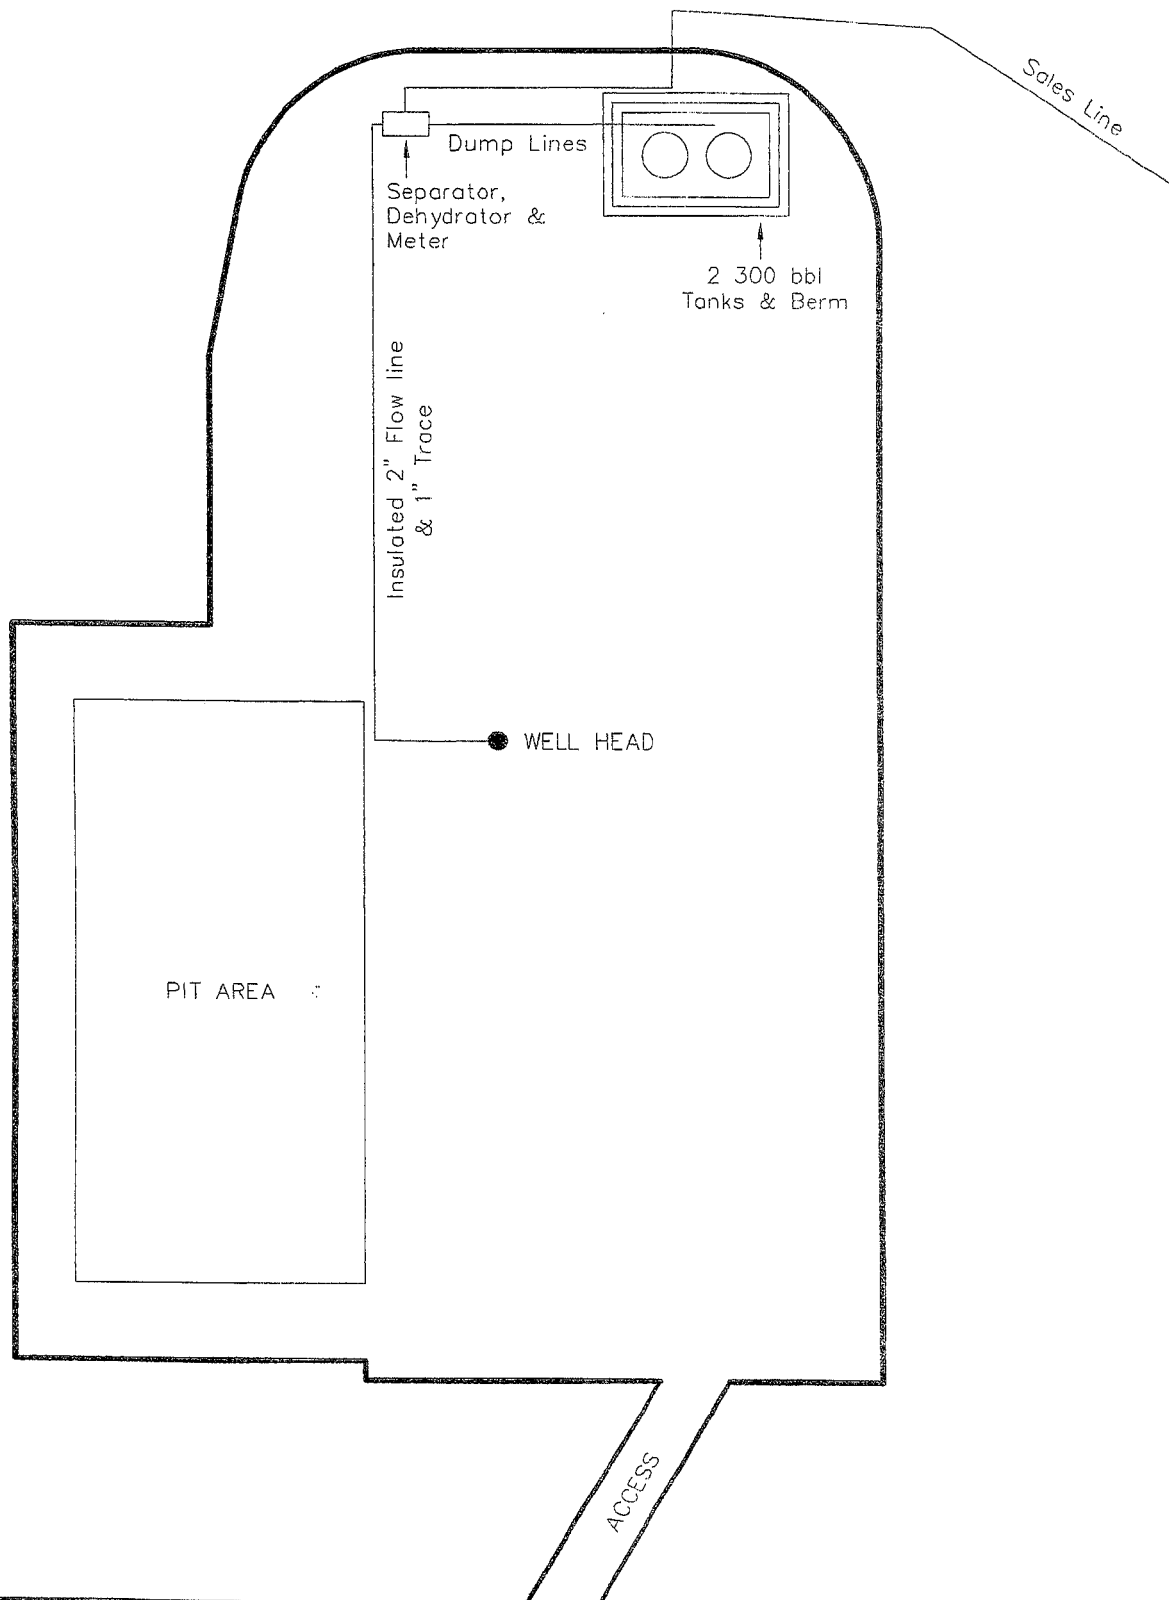 Sales Line
Dump Lines
Separator,
Dehydrator &
Meter
2 300 bbl
Tanks & Berm
Insulated 2" Flow line
& 1" Trace
WELL HEAD
PIT AREA
ACCESS